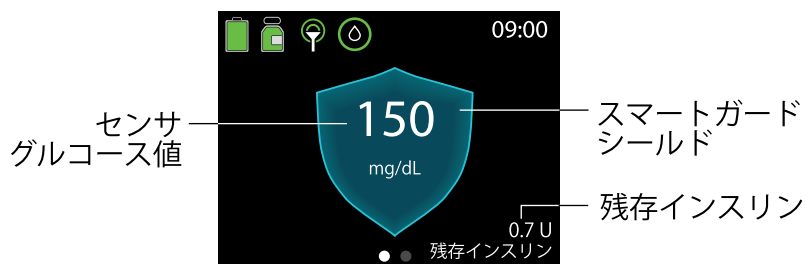 09:00
センサ
グルコース値
150
mg/dL
スマートガード
シールド
残存インスリン
0.7 U
残存インスリン